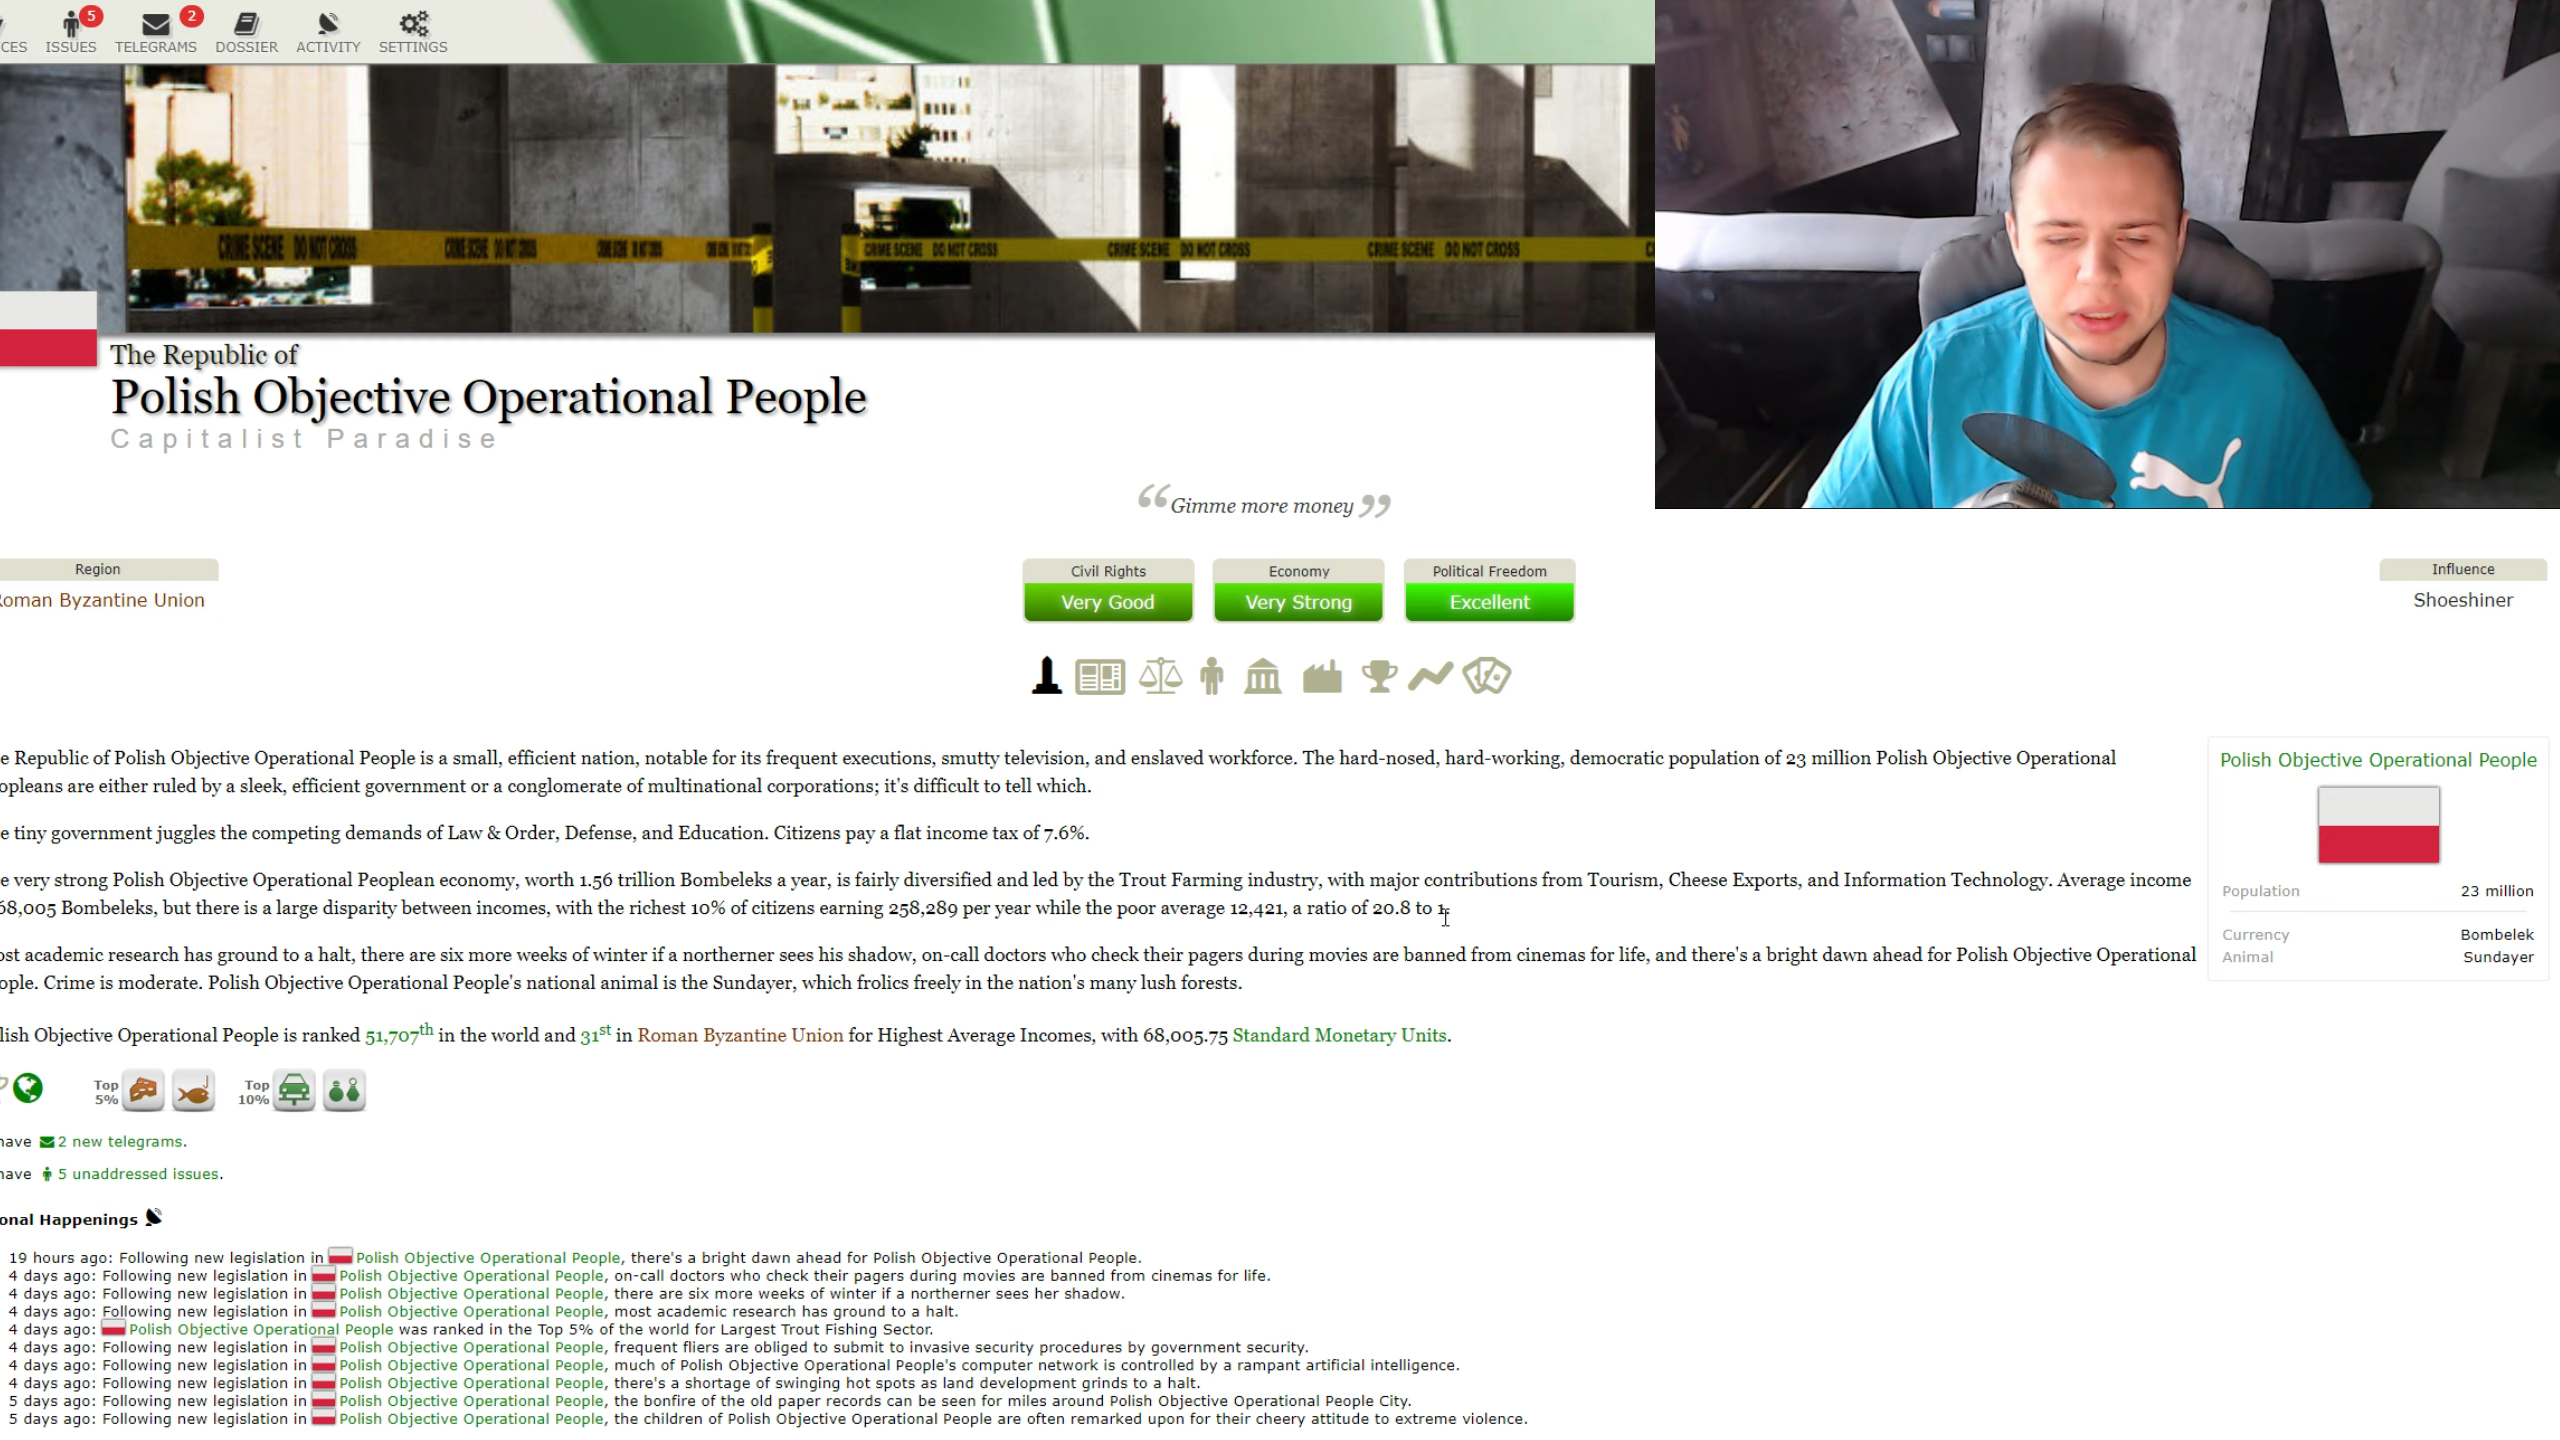 CES ISSUES 5 TELEGRAMS 2 DOSSIER ACTIVITY SETTINGS
CRIME SCENE DO NOT CROSS CRIME SCENE DO NOT CROSS CRIME SCENE DO NOT CROSS CRIME SCENE DO NOT CROSS CRIME SCENE DO NOT CROSS CRIME SCENE DO NOT CROSS
The Republic of
Polish Objective Operational People
Capitalist Paradise
“Gimme more money”
Region
Roman Byzantine Union
Civil Rights Economy Political Freedom
Very Good Very Strong Excellent
Influence
Shoeshiner
e Republic of Polish Objective Operational People is a small, efficient nation, notable for its frequent executions, smutty television, and enslaved workforce. The hard-nosed, hard-working, democratic population of 23 million Polish Objective Operational
opleans are either ruled by a sleek, efficient government or a conglomerate of multinational corporations; it's difficult to tell which.
e tiny government juggles the competing demands of Law & Order, Defense, and Education. Citizens pay a flat income tax of 7.6%.
e very strong Polish Objective Operational Peoplean economy, worth 1.56 trillion Bombeleks a year, is fairly diversified and led by the Trout Farming industry, with major contributions from Tourism, Cheese Exports, and Information Technology. Average income
68,005 Bombeleks, but there is a large disparity between incomes, with the richest 10% of citizens earning 258,289 per year while the poor average 12,421, a ratio of 20.8 to 1.
ost academic research has ground to a halt, there are six more weeks of winter if a northerner sees his shadow, on-call doctors who check their pagers during movies are banned from cinemas for life, and there's a bright dawn ahead for Polish Objective Operational
ople. Crime is moderate. Polish Objective Operational People's national animal is the Sundayer, which frolics freely in the nation's many lush forests.
lish Objective Operational People is ranked 51,707th in the world and 31st in Roman Byzantine Union for Highest Average Incomes, with 68,005.75 Standard Monetary Units.
Polish Objective Operational People
Population 23 million
Currency Bombelek
Animal Sundayer
Top 5% Top 10%
have 2 new telegrams.
have 5 unaddressed issues.
onal Happenings
19 hours ago: Following new legislation in Polish Objective Operational People, there's a bright dawn ahead for Polish Objective Operational People.
4 days ago: Following new legislation in Polish Objective Operational People, on-call doctors who check their pagers during movies are banned from cinemas for life.
4 days ago: Following new legislation in Polish Objective Operational People, there are six more weeks of winter if a northerner sees her shadow.
4 days ago: Following new legislation in Polish Objective Operational People, most academic research has ground to a halt.
4 days ago: Polish Objective Operational People was ranked in the Top 5% of the world for Largest Trout Fishing Sector.
4 days ago: Following new legislation in Polish Objective Operational People, frequent fliers are obliged to submit to invasive security procedures by government security.
4 days ago: Following new legislation in Polish Objective Operational People, much of Polish Objective Operational People's computer network is controlled by a rampant artificial intelligence.
4 days ago: Following new legislation in Polish Objective Operational People, there's a shortage of swinging hot spots as land development grinds to a halt.
5 days ago: Following new legislation in Polish Objective Operational People, the bonfire of the old paper records can be seen for miles around Polish Objective Operational People City.
5 days ago: Following new legislation in Polish Objective Operational People, the children of Polish Objective Operational People are often remarked upon for their cheery attitude to extreme violence.